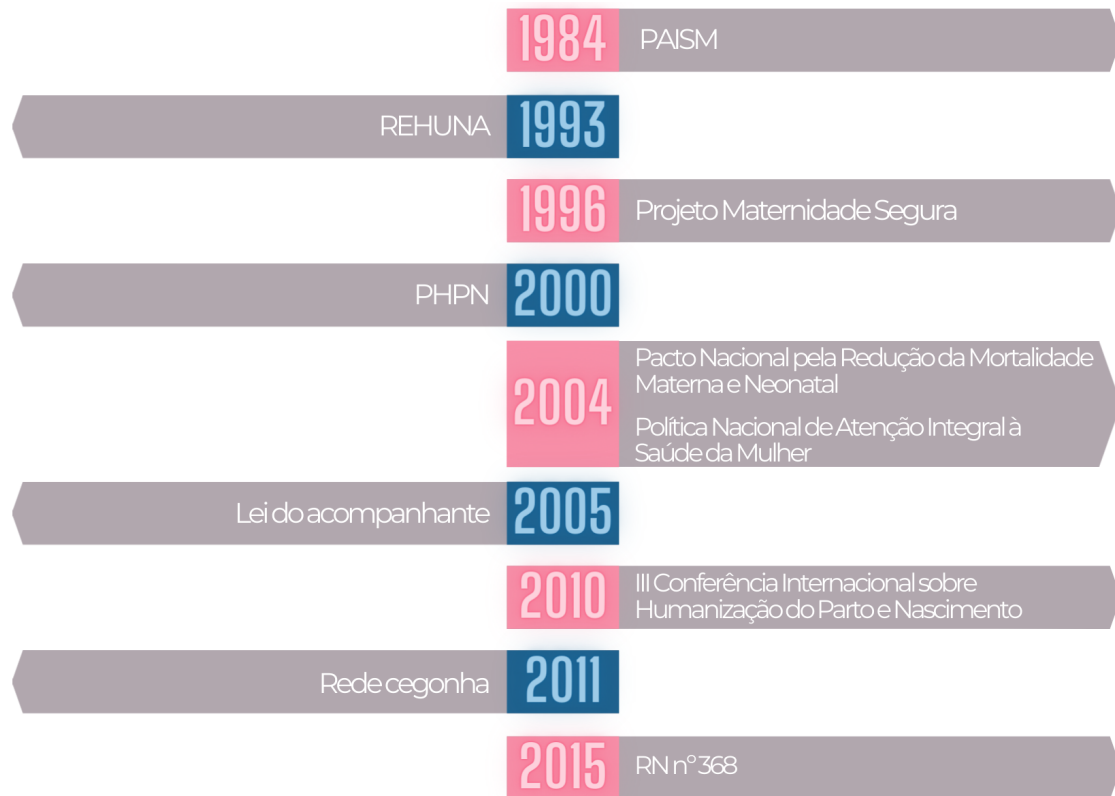 1984
PAISM
REHUNA
1993
1996
Projeto Maternidade Segura
PHPN
2000
2004
Pacto Nacional pela Redução da Mortalidade
Materna e Neonatal
Política Nacional de Atenção Integral à
Saúde da Mulher
Lei do acompanhante
2005
2010
III Conferência Internacional sobre
Humanização do Parto e Nascimento
Rede cegonha
2011
2015
RN nº 368